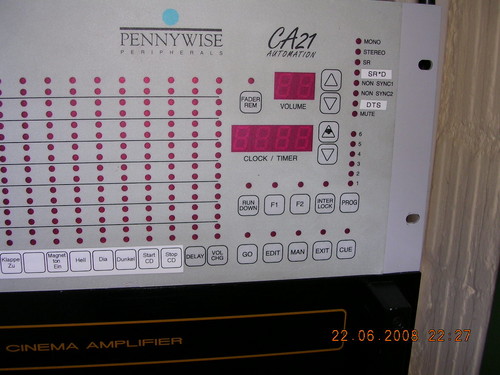 PENNYWISE
PERIPHERALS
CA21
AUTOMATION
MONO
STEREO
SR
SR*D
NON SYNC1
NON SYNC2
DTS
MUTE
FADER
REM
VOLUME
CLOCK / TIMER
6
5
4
3
2
1
RUN
DOWN
F1
F2
INTER
LOCK
PROG
Klappe
Zu
Magnet
ton
Ein
Hell
Dia
Dunkel
Start
CD
Stop
CD
DELAY
VOL
CHG
GO
EDIT
MAN
EXIT
CUE
CINEMA AMPLIFIER
22.06.2008 22:27